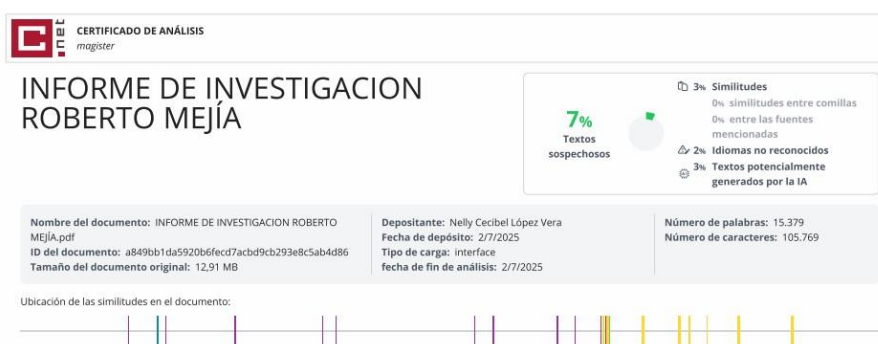 C.net
CERTIFICADO DE ANÁLISIS
magister
INFORME DE INVESTIGACION
ROBERTO MEJÍA
7%
Textos
sospechosos
3% Similitudes
0% similitudes entre comillas
0% entre las fuentes
mencionadas
2% Idiomas no reconocidos
3% Textos potencialmente
generados por la IA
Nombre del documento: INFORME DE INVESTIGACION ROBERTO
MEJÍA.pdf
ID del documento: a849bb1da5920b6fecd7acbd9cb293e8c5ab4d86
Tamaño del documento original: 12,91 MB
Depositante: Nelly Cecibel López Vera
Fecha de depósito: 2/7/2025
Tipo de carga: interface
fecha de fin de análisis: 2/7/2025
Número de palabras: 15.379
Número de caracteres: 105.769
Ubicación de las similitudes en el documento: